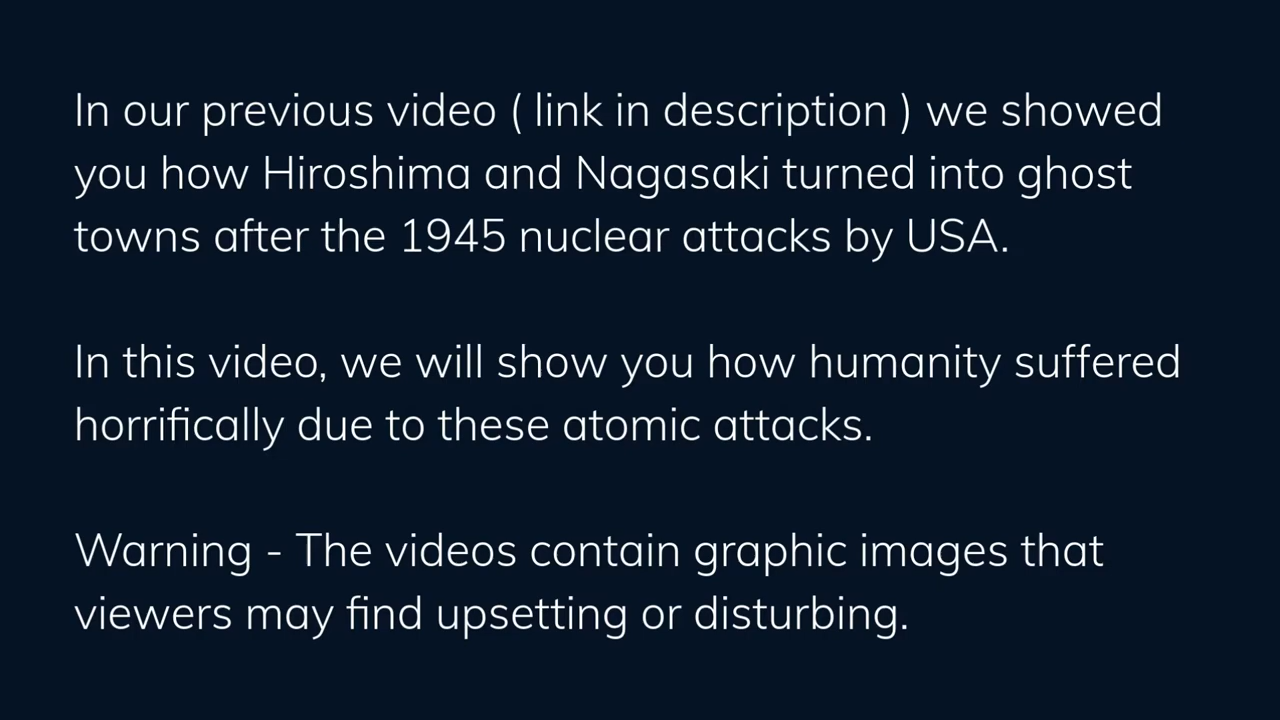 In our previous video ( link in description ) we showed
you how Hiroshima and Nagasaki turned into ghost
towns after the 1945 nuclear attacks by USA.
In this video, we will show you how humanity suffered
horrifically due to these atomic attacks.
Warning - The videos contain graphic images that
viewers may find upsetting or disturbing.